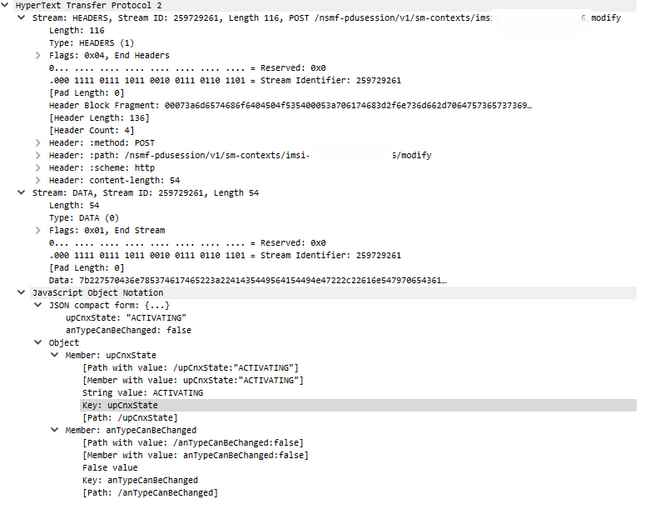 HyperText Transfer Protocol 2
Stream: HEADERS, Stream ID: 259729261, Length 116, POST /nsmf-pdusession/v1/sm-contexts/ims modify
Length: 116
Type: HEADERS (1)
Flags: 0x04, End Headers
0... .... .... .... .... .... .... .... = Reserved: 0x0
.000 1111 0111 1011 0010 0111 0110 1101 = Stream Identifier: 259729261
[Pad Length: 0]
Header Block Fragment: 00073a6d6574686f6404504f535400053a706174683d2f6e736d662d7064757365737369…
[Header Length: 136]
[Header Count: 4]
Header: :method: POST
Header: :path: /nsmf-pdusession/v1/sm-contexts/imsi- /modify
Header: :scheme: http
Header: content-length: 54
Stream: DATA, Stream ID: 259729261, Length 54
Length: 54
Type: DATA (0)
Flags: 0x01, End Stream
0... .... .... .... .... .... .... .... = Reserved: 0x0
.000 1111 0111 1011 0010 0111 0110 1101 = Stream Identifier: 259729261
[Pad Length: 0]
Data: 7b227570436e785374617465223a2241435449564154494e47222c22616e547970654361…
JavaScript Object Notation
JSON compact form: {...}
upCnxState: "ACTIVATING"
anTypeCanBeChanged: false
Object
Member: upCnxState
[Path with value: /upCnxState:"ACTIVATING"]
[Member with value: upCnxState:"ACTIVATING"]
String value: ACTIVATING
Key: upCnxState
[Path: /upCnxState]
Member: anTypeCanBeChanged
[Path with value: /anTypeCanBeChanged:false]
[Member with value: anTypeCanBeChanged:false]
False value
Key: anTypeCanBeChanged
[Path: /anTypeCanBeChanged]